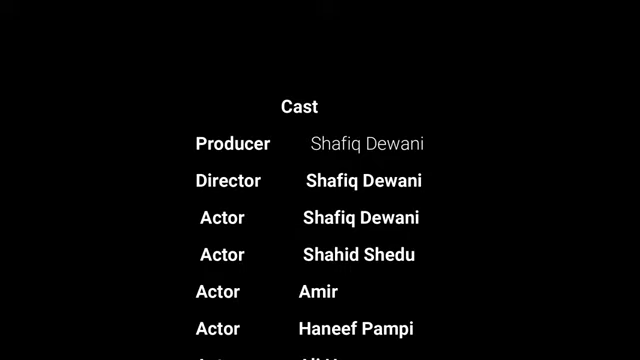 Cast
Producer Shafiq Dewani
Director Shafiq Dewani
Actor Shafiq Dewani
Actor Shahid Shedu
Actor Amir
Actor Haneef Pampi